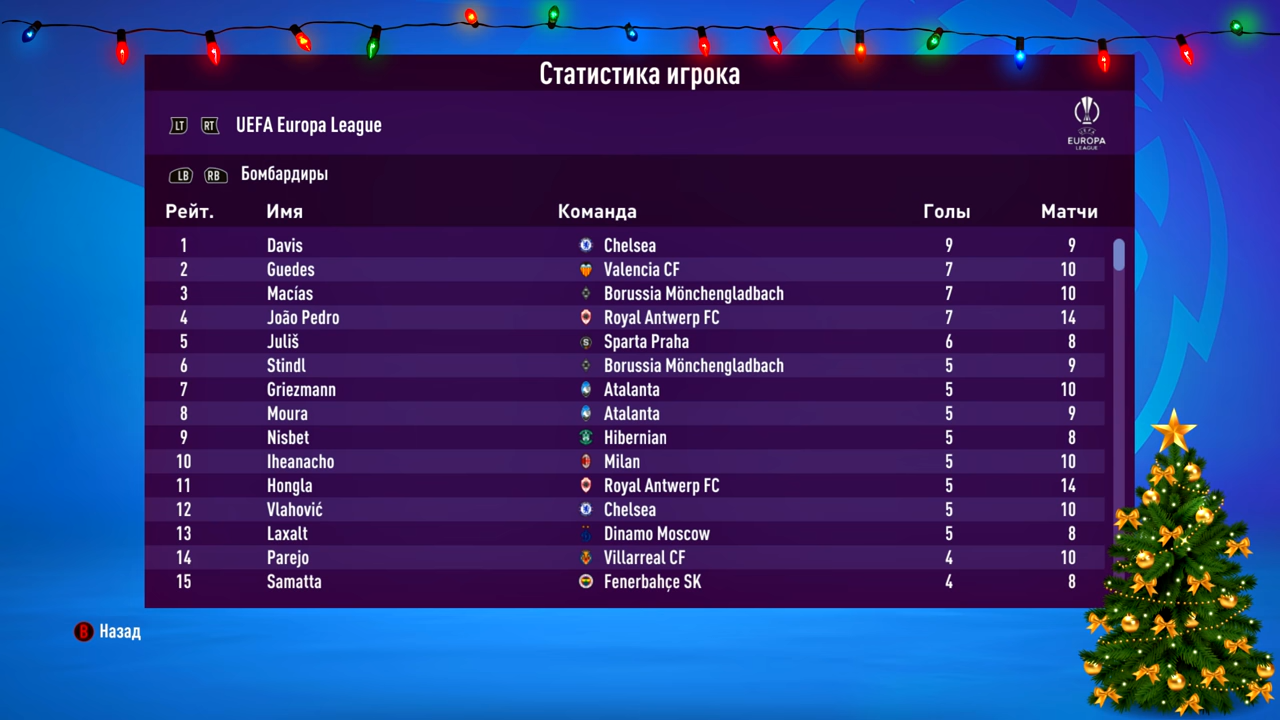 Статистика игрока
LT RT UEFA Europa League
UEFA
EUROPA
LEAGUE
LB RB Бомбардиры
Рейт. Имя Команда Голы Матчи
1 Davis Chelsea 9 9
2 Guedes Valencia CF 7 10
3 Macías Borussia Mönchengladbach 7 10
4 João Pedro Royal Antwerp FC 7 14
5 Juliš Sparta Praha 6 8
6 Stindl Borussia Mönchengladbach 5 9
7 Griezmann Atalanta 5 10
8 Moura Atalanta 5 9
9 Nisbet Hibernian 5 8
10 Iheanacho Milan 5 10
11 Hongla Royal Antwerp FC 5 14
12 Vlahović Chelsea 5 10
13 Laxalt Dinamo Moscow 5 8
14 Parejo Villarreal CF 4 10
15 Samatta Fenerbahçe SK 4 8
B Назад